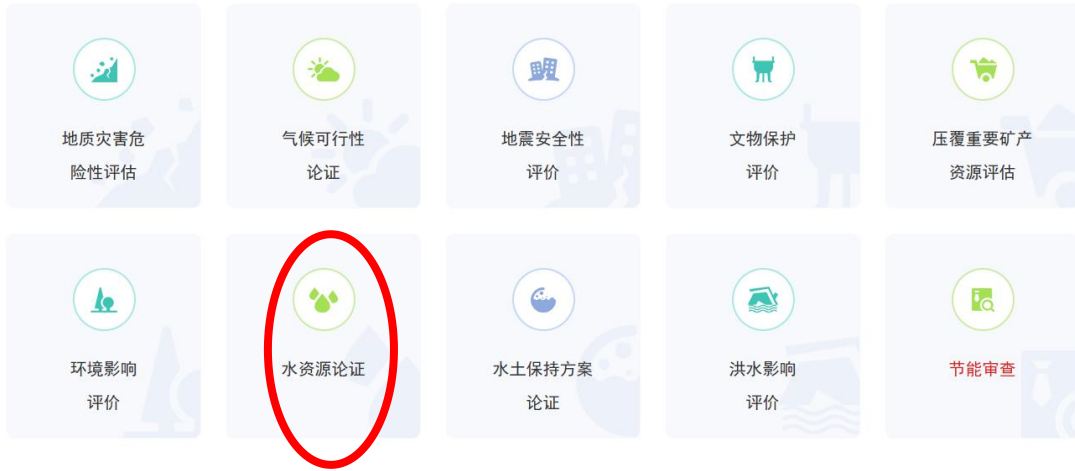 地质灾害危
险性评估
气候可行性
论证
地震安全性
评价
文物保护
评价
压覆重要矿产
资源评估
环境影响
评价
水资源论证
水土保持方案
论证
洪水影响
评价
节能审查